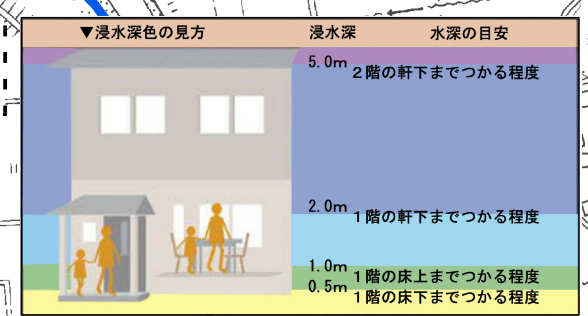 ▼浸水深色の見方 浸水深 水深の目安
5.0m 2階の軒下までつかる程度
2.0m 1階の軒下までつかる程度
1.0m 1階の床上までつかる程度
0.5m 1階の床下までつかる程度